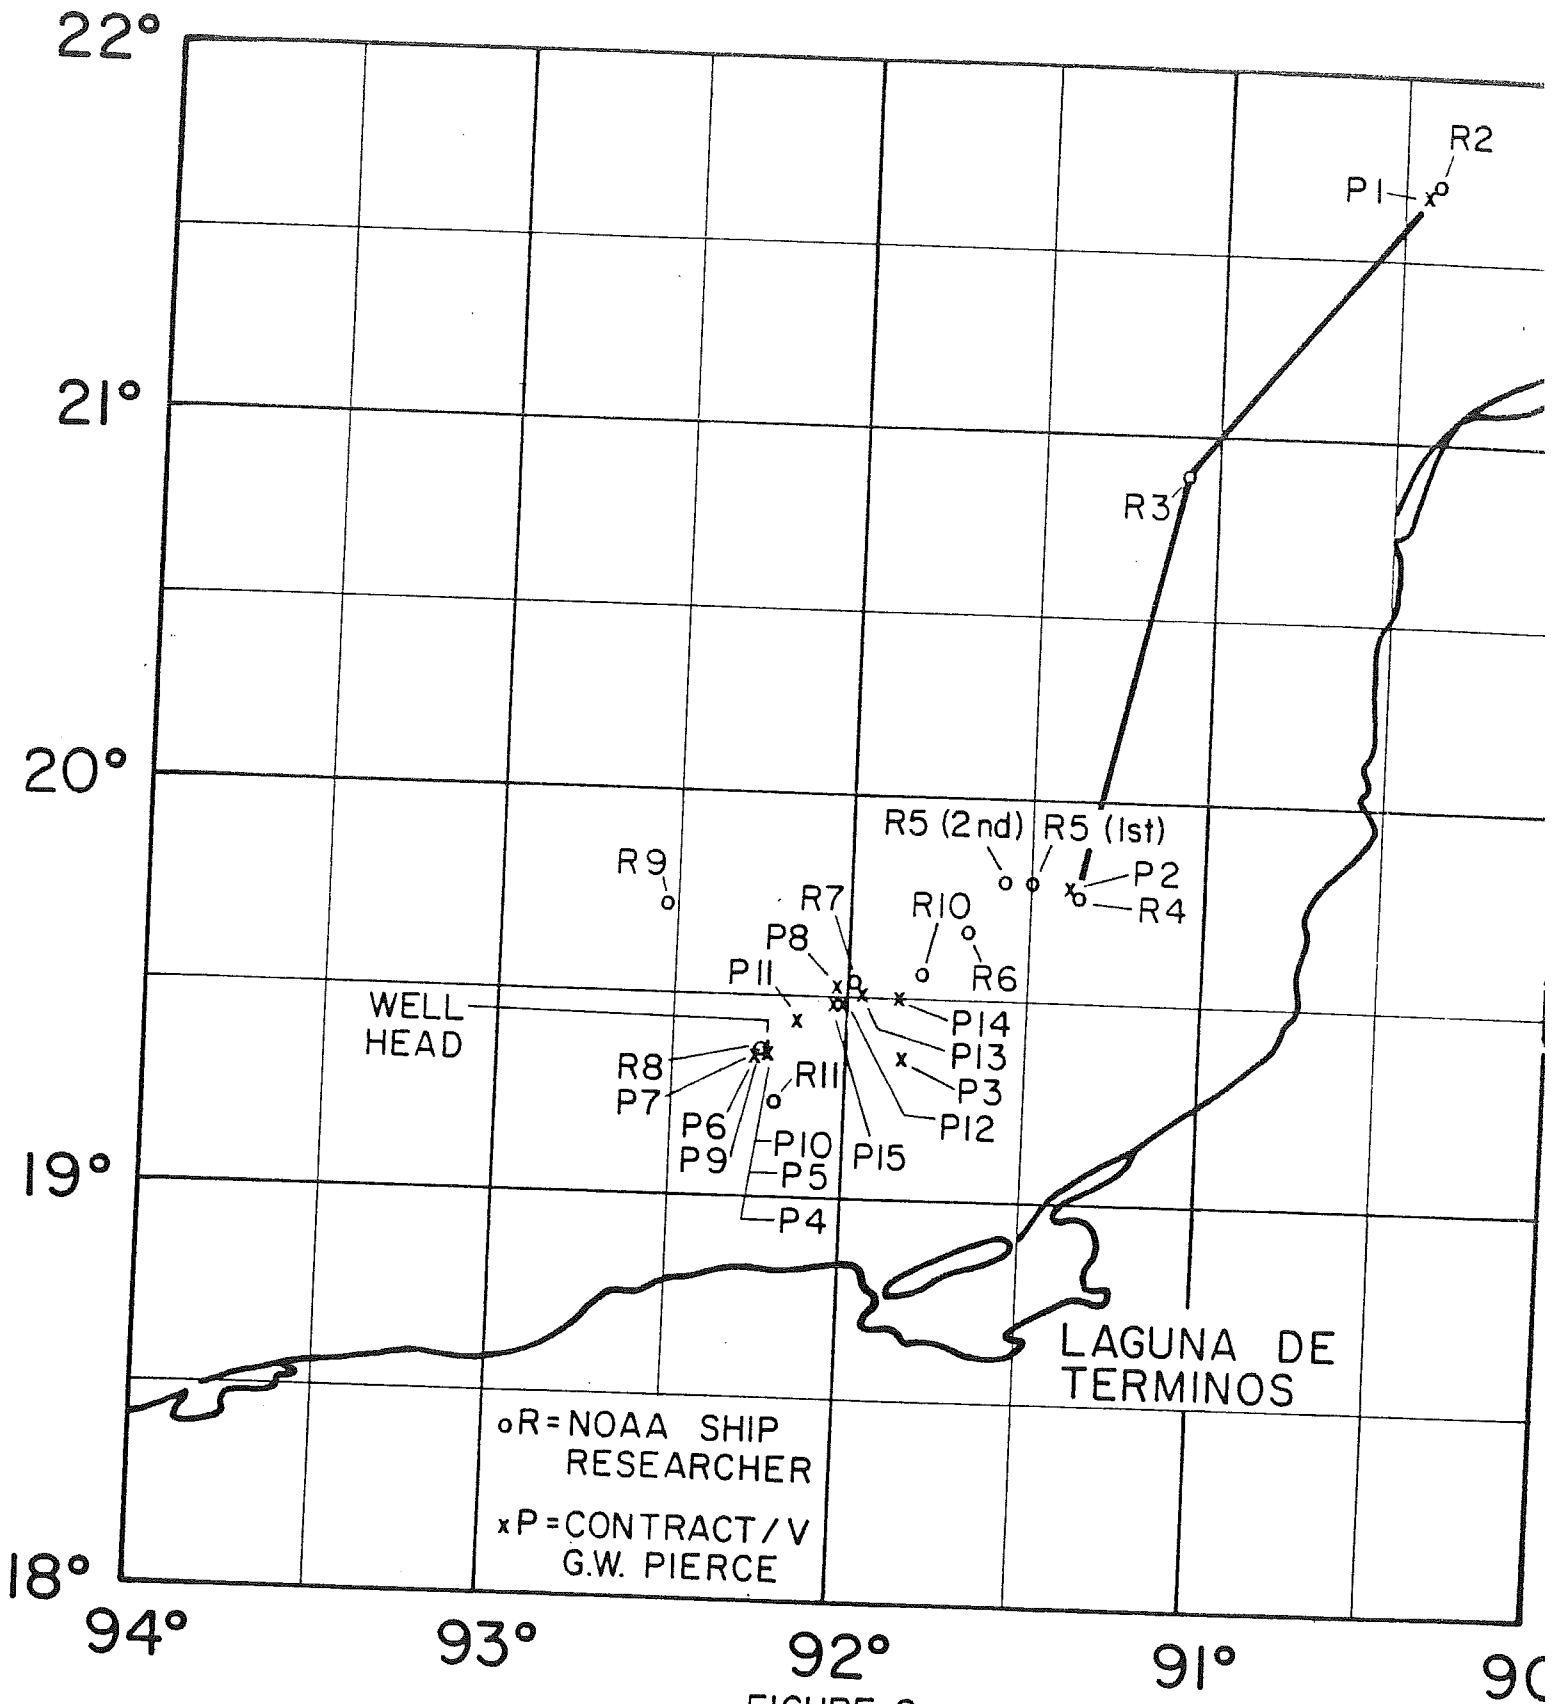 22°
R2
P1
21°
R3
20°
R5 (2nd)
R5 (1st)
R9
P2
R7
R10
R4
P8
P11
R6
WELL
HEAD
P14
P13
R8
R11
P7
P3
P6
P12
P10
P15
P9
P5
19°
P4
LAGUNA DE
TERMINOS
oR = NOAA SHIP
RESEARCHER
xP = CONTRACT/V
G.W. PIERCE
18°
94°
93°
92°
91°
90